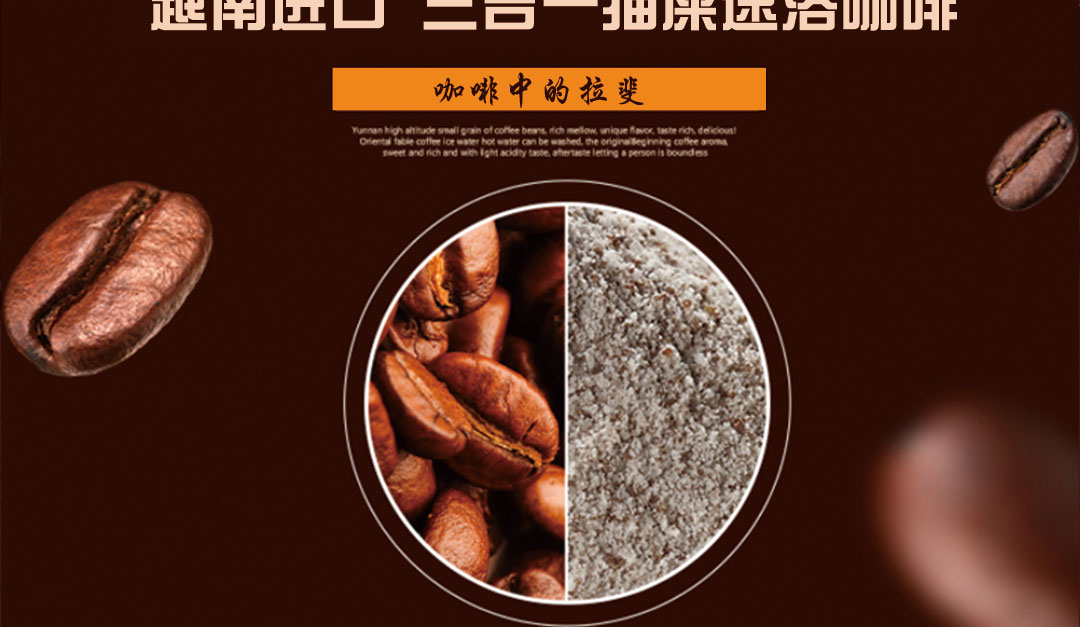 越南进口 三合一猫屎速溶咖啡
咖啡中的拉斐
Yunnan high altitude small grain of coffee beans, rich mellow, unique flavor, taste rich, delicious!
Oriental fable coffee ice water hot water can be washed, the originalBeginning coffee aroma,
sweet and rich and with light acidity taste, aftertaste letting a person is boundless